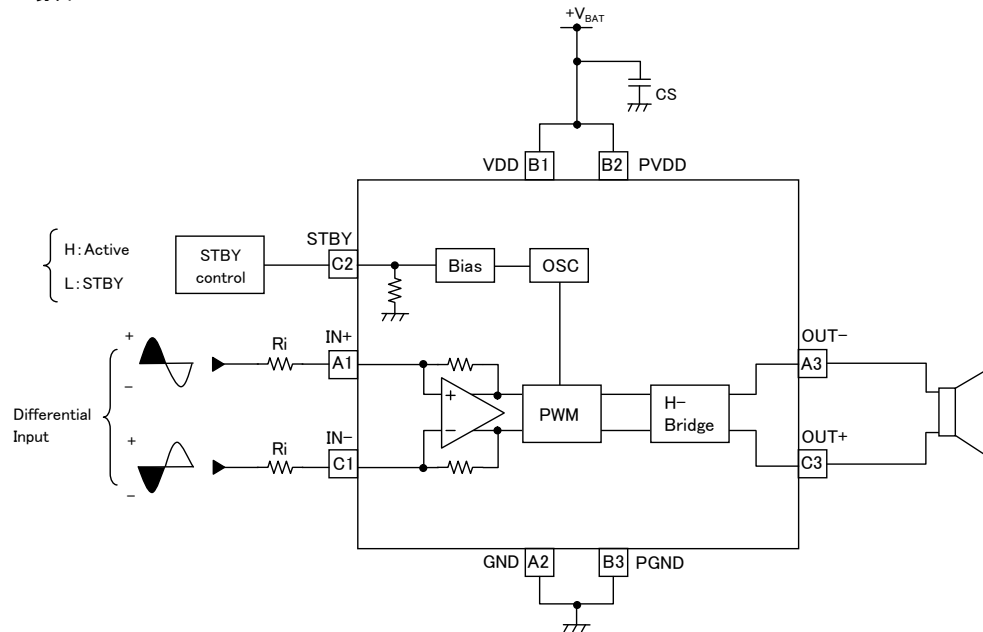 +VBAT
CS
VDD B1 B2 PVDD
STBY
H:Active
L:STBY
STBY
control
C2
Bias
OSC
+
Ri
IN+
A1
−
OUT-
A3
Differential
Input
+
−
PWM
H-
Bridge
+
−
Ri
IN-
C1
OUT+
C3
GND A2 B3 PGND